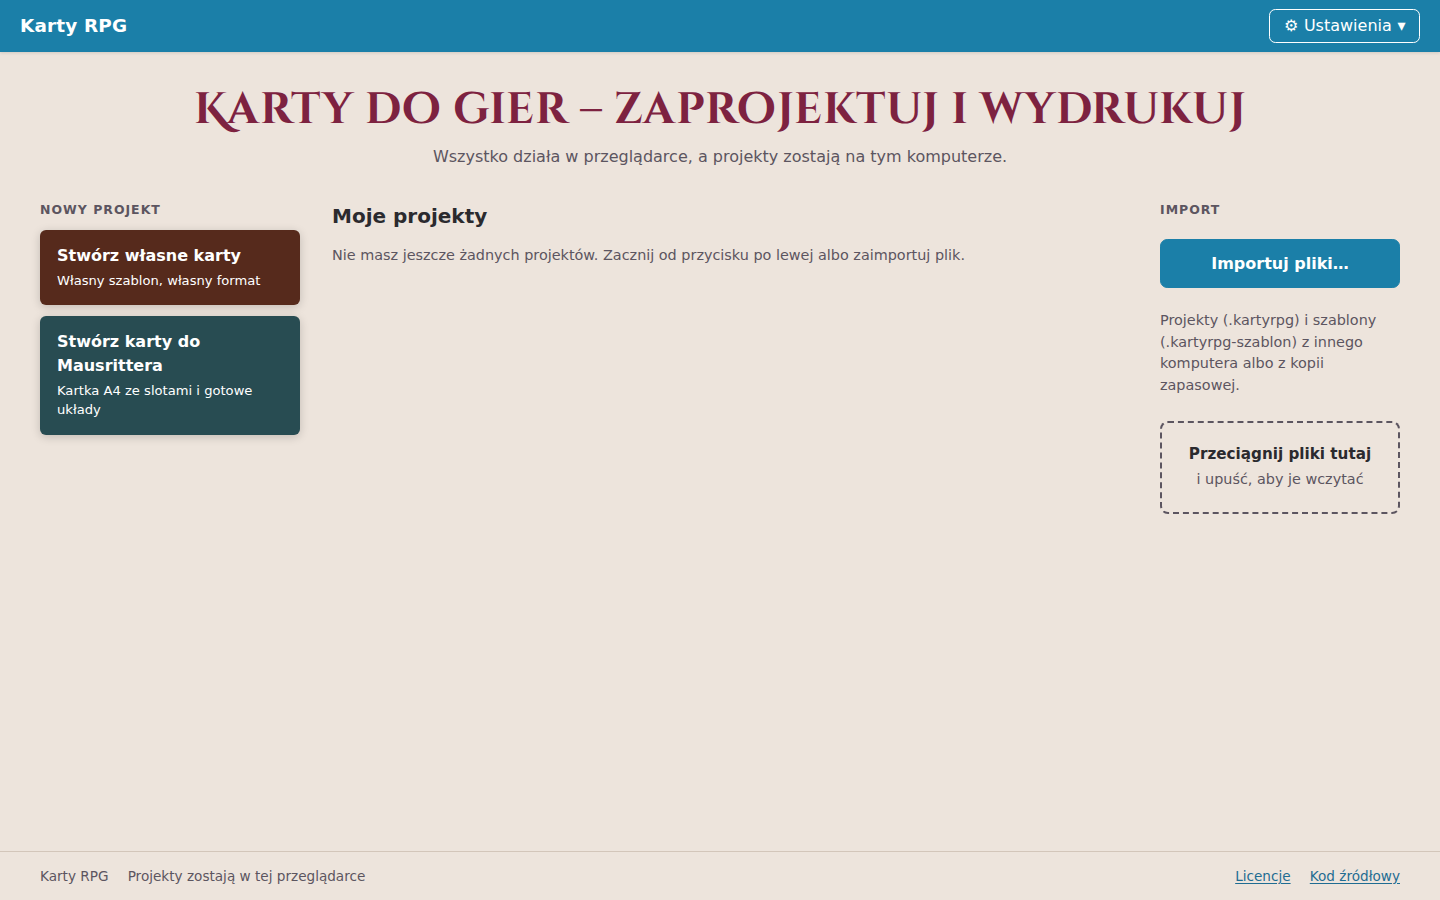 Karty RPG
⚙ Ustawienia ▾
Karty do gier – zaprojektuj i wydrukuj
Wszystko działa w przeglądarce, a projekty zostają na tym komputerze.
NOWY PROJEKT
Stwórz własne karty
Własny szablon, własny format
Stwórz karty do
Mausrittera
Kartka A4 ze slotami i gotowe
układy
Moje projekty
Nie masz jeszcze żadnych projektów. Zacznij od przycisku po lewej albo zaimportuj plik.
IMPORT
Importuj pliki…
Projekty (.kartyrpg) i szablony
(.kartyrpg-szablon) z innego
komputera albo z kopii
zapasowej.
Przeciągnij pliki tutaj
i upuść, aby je wczytać
Karty RPG Projekty zostają w tej przeglądarce
Licencje Kod źródłowy